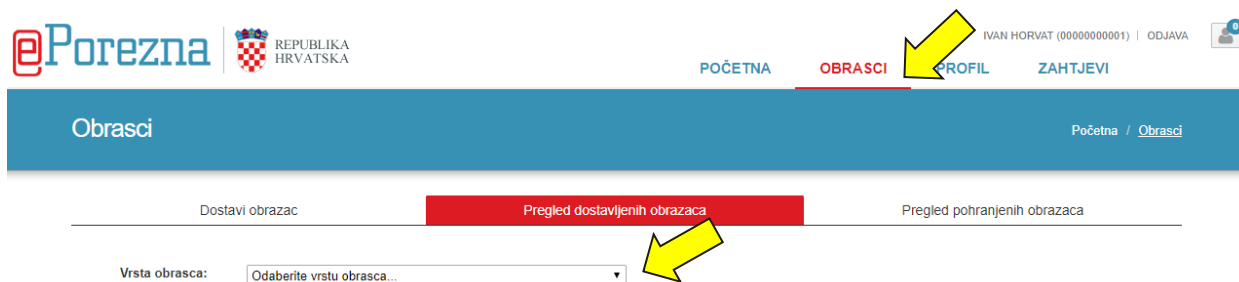 ePorezna
REPUBLIKA
HRVATSKA
IVAN HORVAT (00000000001) | ODJAVA
0
POČETNA OBRASCI PROFIL ZAHTJEVI
Obrasci
Početna / Obrasci
Dostavi obrazac Pregled dostavljenih obrazaca Pregled pohranjenih obrazaca
Vrsta obrasca: Odaberite vrstu obrasca...